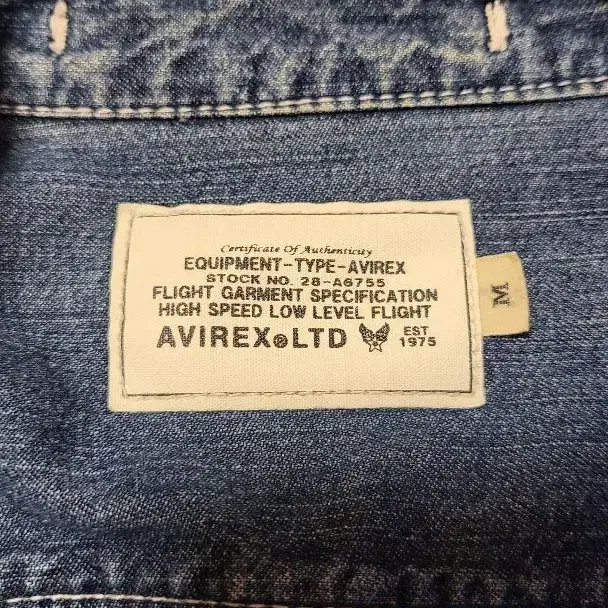 Certificate Of Authenticity
EQUIPMENT-TYPE-AVIREX
STOCK NO. 28-A6755
FLIGHT GARMENT SPECIFICATION
HIGH SPEED LOW LEVEL FLIGHT
AVIREX®LTD EST 1975
M